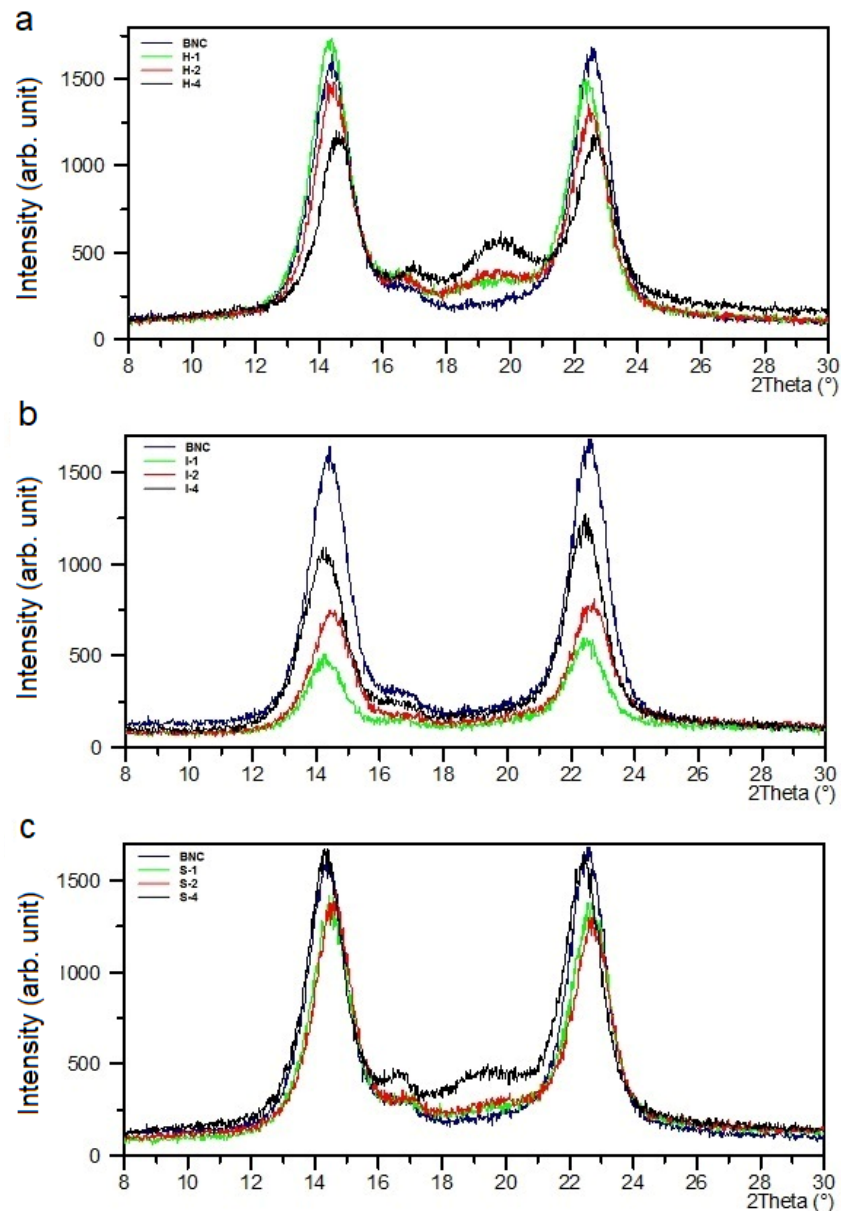 a
Intensity (arb. unit)
BNC
H-1
H-2
H-4
1500
1000
500
0
8 10 12 14 16 18 20 22 24 26 28 30
2Theta (°)
b
Intensity (arb. unit)
BNC
I-1
I-2
I-4
1500
1000
500
0
8 10 12 14 16 18 20 22 24 26 28 30
2Theta (°)
c
Intensity (arb. unit)
BNC
S-1
S-2
S-4
1500
1000
500
0
8 10 12 14 16 18 20 22 24 26 28 30
2Theta (°)